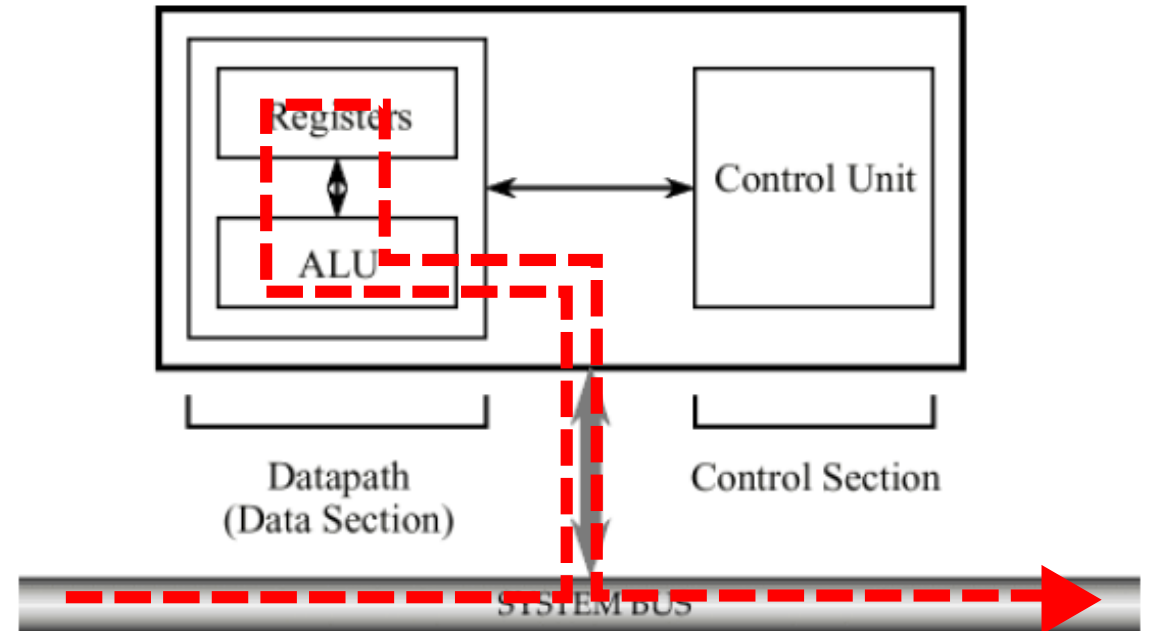 Registers
Control Unit
ALU
Datapath
(Data Section)
Control Section
SYSTEM BUS